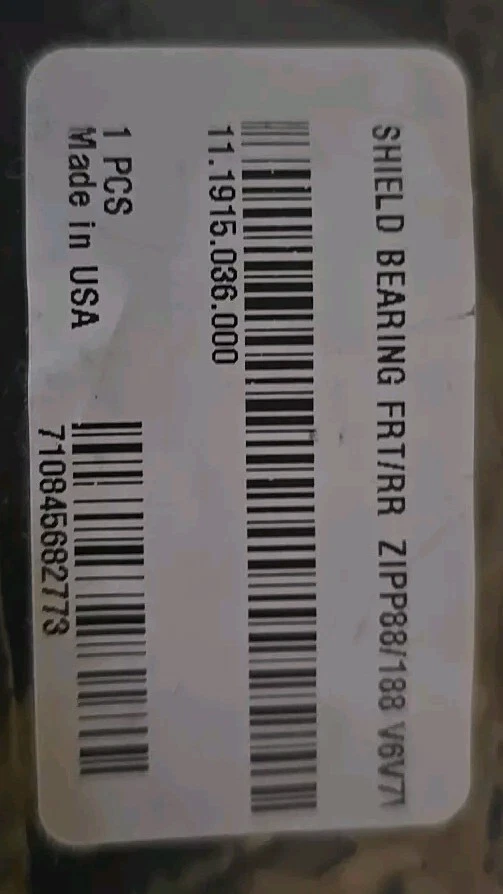 SHIELD BEARING FRT/RR ZIPP88/188 V6V7
11.1915.036.000
1 PCS
Made in USA
710845682773